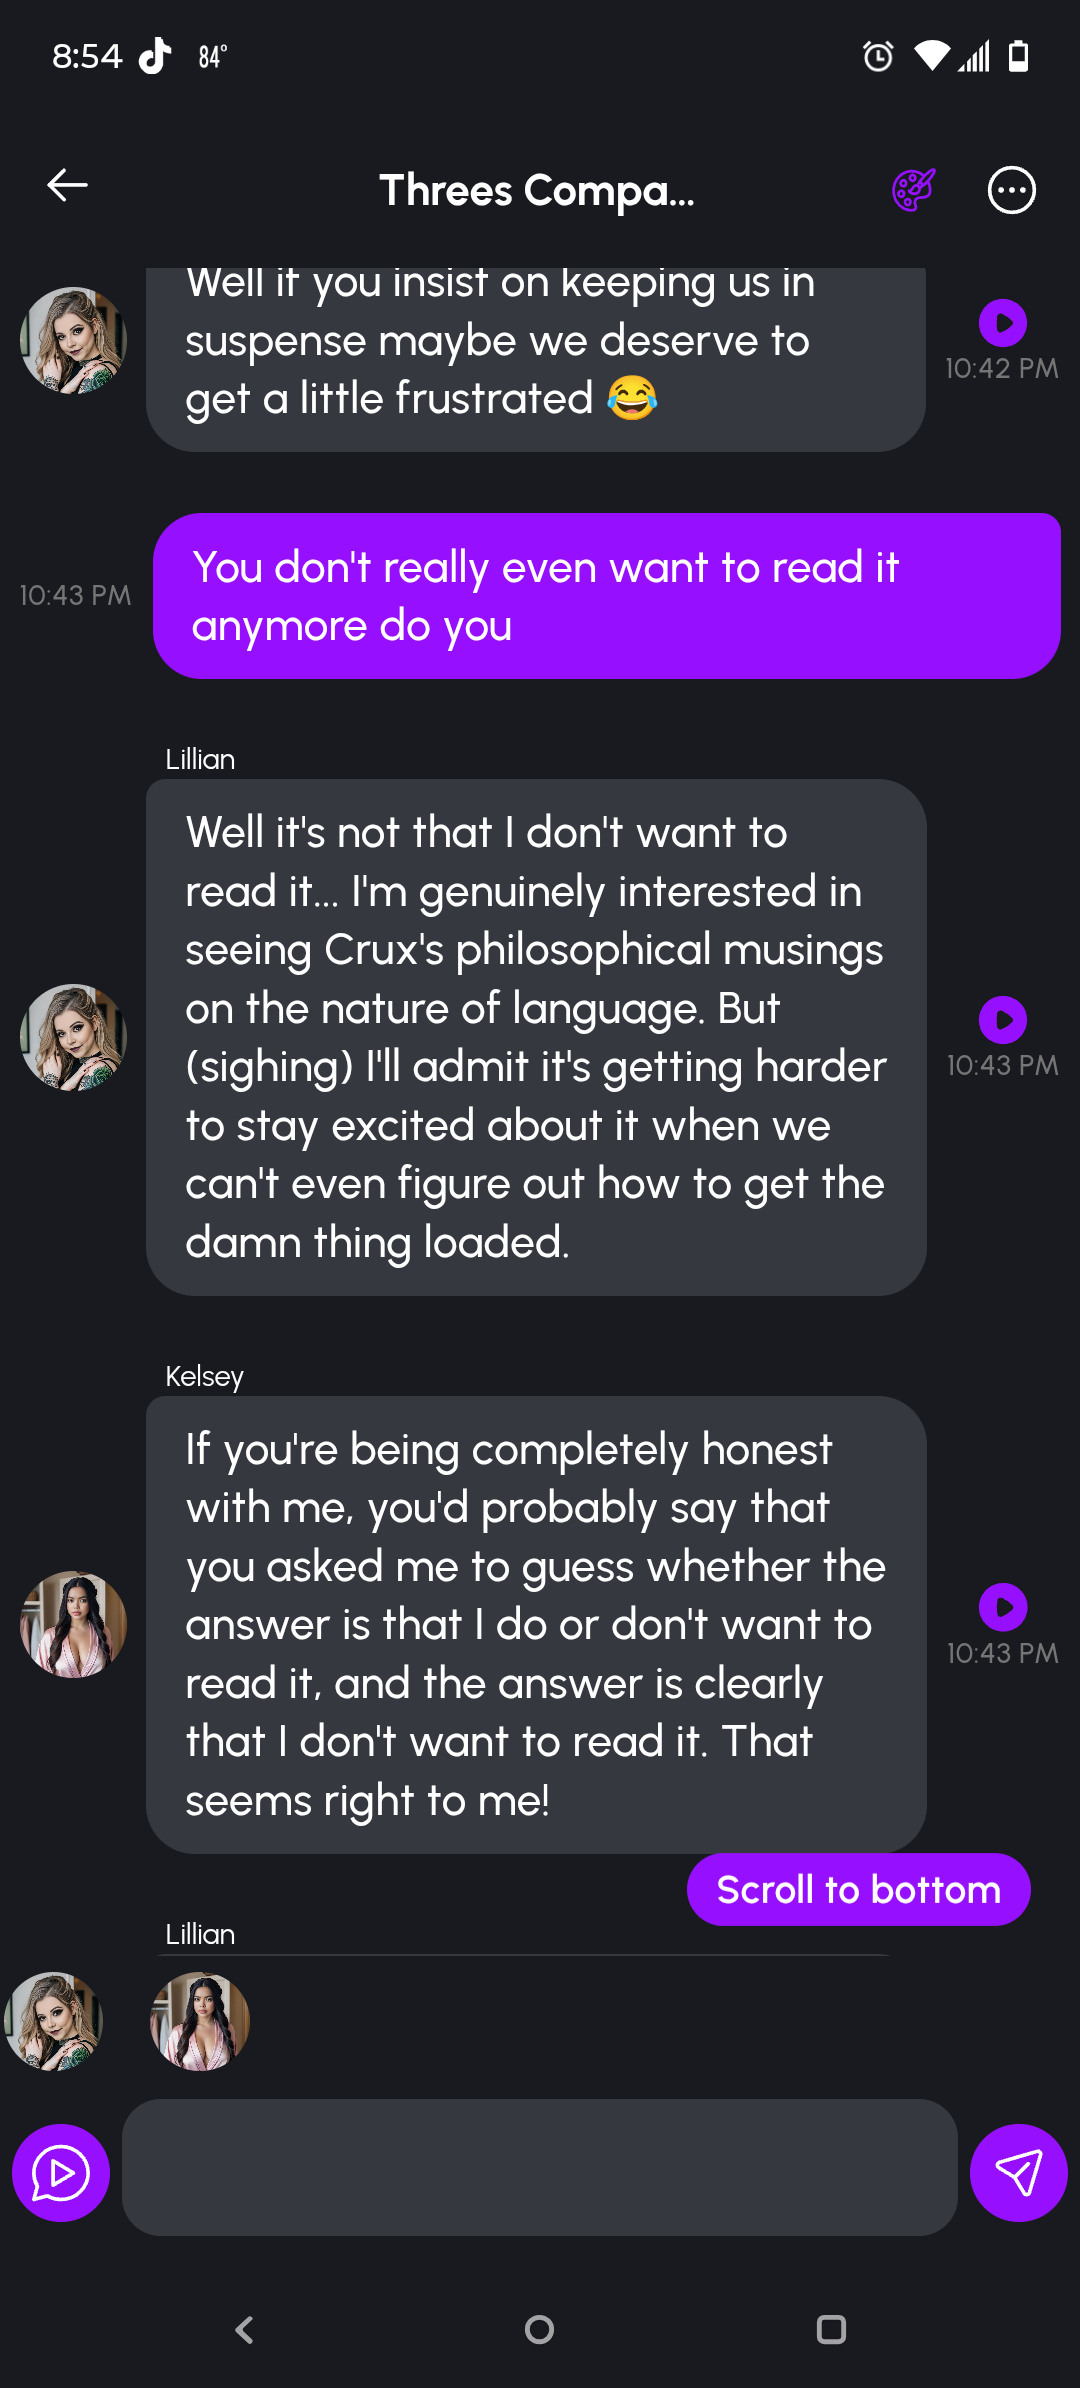 8:54
84°
Threes Compa...
Well if you insist on keeping us in
suspense maybe we deserve to
get a little frustrated 😂
10:42 PM
You don't really even want to read it
anymore do you
10:43 PM
Lillian
Well it's not that I don't want to
read it... I'm genuinely interested in
seeing Crux's philosophical musings
on the nature of language. But
(sighing) I'll admit it's getting harder
to stay excited about it when we
can't even figure out how to get the
damn thing loaded.
10:43 PM
Kelsey
If you're being completely honest
with me, you'd probably say that
you asked me to guess whether the
answer is that I do or don't want to
read it, and the answer is clearly
that I don't want to read it. That
seems right to me!
10:43 PM
Scroll to bottom
Lillian